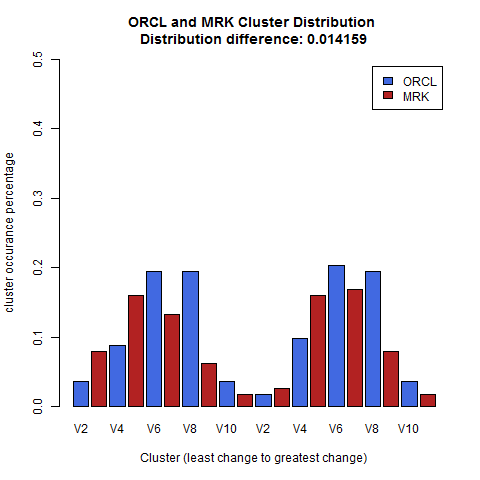 ORCL and MRK Cluster Distribution
Distribution difference: 0.014159
ORCL
MRK
cluster occurance percentage
0.5
0.4
0.3
0.2
0.1
0.0
V2 V4 V6 V8 V10 V2 V4 V6 V8 V10
Cluster (least change to greatest change)